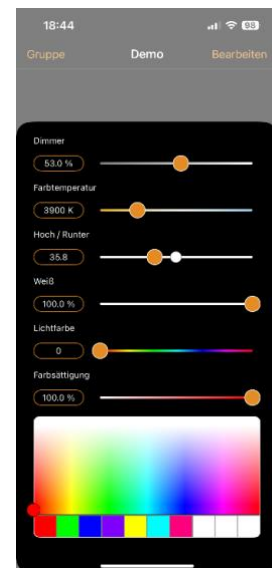 18:44
98
Gruppe Demo Bearbeiten
Dimmer
53.0 %
Farbtemperatur
3900 K
Hoch / Runter
35.8
Weiß
100.0 %
Lichtfarbe
0
Farbsättigung
100.0 %